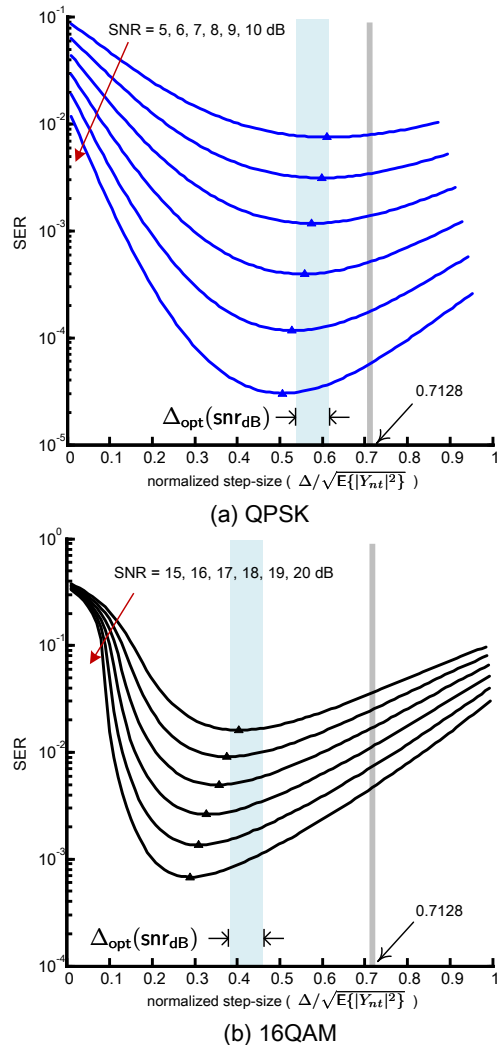 10⁻¹
SNR = 5, 6, 7, 8, 9, 10 dB
10⁻²
SER
10⁻³
10⁻⁴
0.7128
Δopt(snrdB)
10⁻⁵
0 0.1 0.2 0.3 0.4 0.5 0.6 0.7 0.8 0.9 1
normalized step-size ( Δ/√E{|Yₙₜ|²} )
(a) QPSK
10⁰
SNR = 15, 16, 17, 18, 19, 20 dB
10⁻¹
SER
10⁻²
10⁻³
0.7128
Δopt(snrdB)
10⁻⁴
0 0.1 0.2 0.3 0.4 0.5 0.6 0.7 0.8 0.9 1
normalized step-size ( Δ/√E{|Yₙₜ|²} )
(b) 16QAM